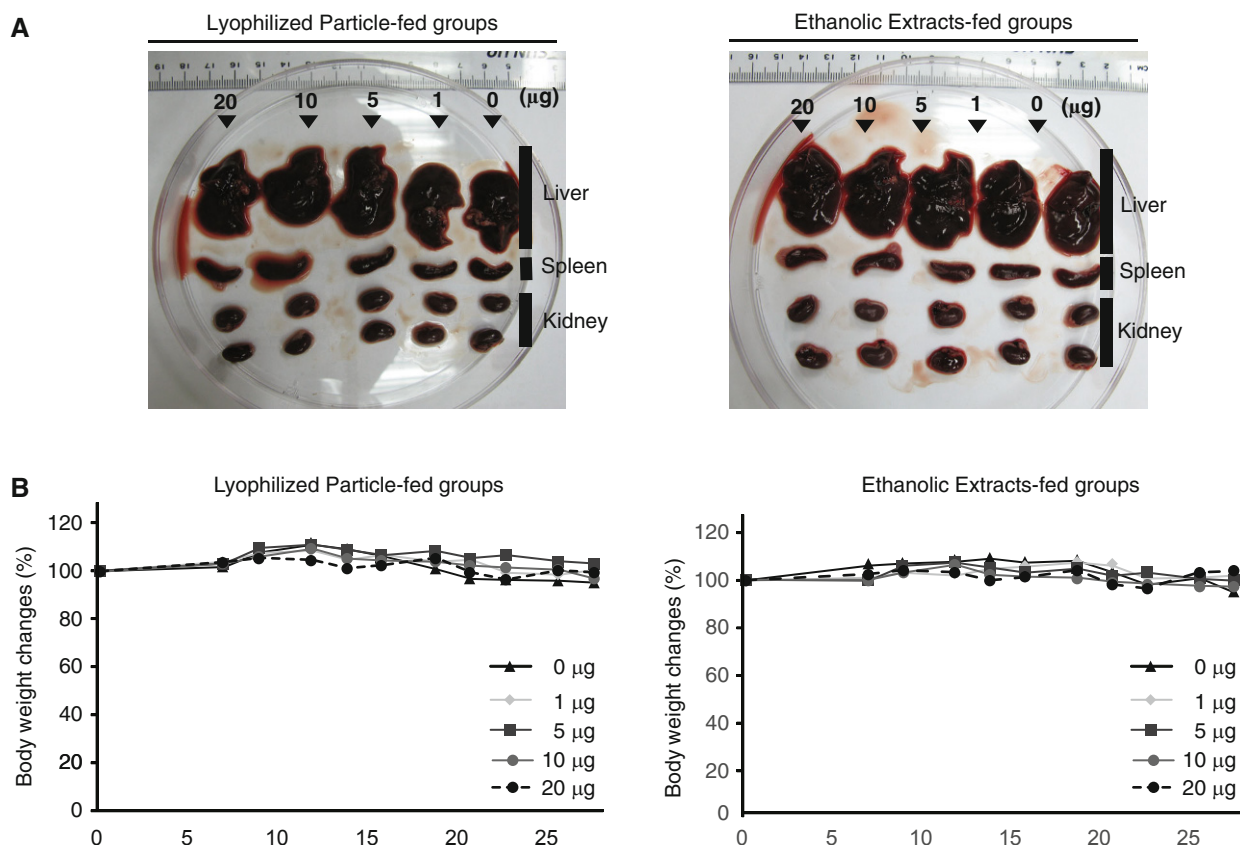 A
Lyophilized Particle-fed groups
Ethanolic Extracts-fed groups
20 10 5 1 0 (μg)
Liver
Spleen
Kidney
20 10 5 1 0 (μg)
Liver
Spleen
Kidney
B
Lyophilized Particle-fed groups
Body weight changes (%)
120
100
80
60
40
20
0
0 5 10 15 20 25
0 μg
1 μg
5 μg
10 μg
20 μg
Ethanolic Extracts-fed groups
Body weight changes (%)
120
100
80
60
40
20
0
0 5 10 15 20 25
0 μg
1 μg
5 μg
10 μg
20 μg